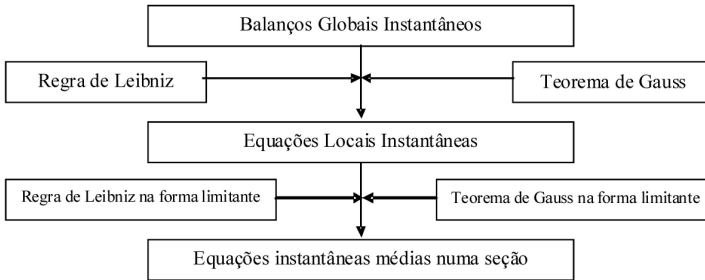 Balanços Globais Instantâneos
Regra de Leibniz
Teorema de Gauss
Equações Locais Instantâneas
Regra de Leibniz na forma limitante
Teorema de Gauss na forma limitante
Equações instantâneas médias numa seção